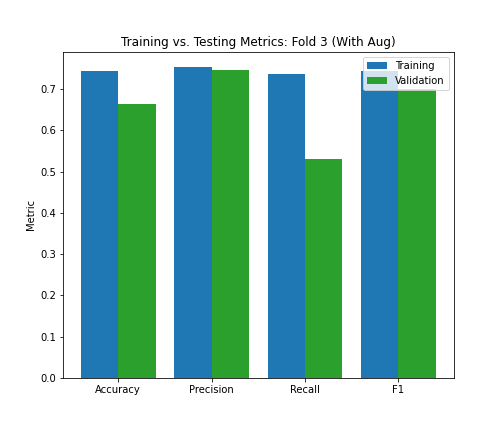 Training vs. Testing Metrics: Fold 3 (With Aug)
Training
Validation
0.7
0.6
0.5
0.4
0.3
0.2
0.1
0.0
Metric
Accuracy Precision Recall F1